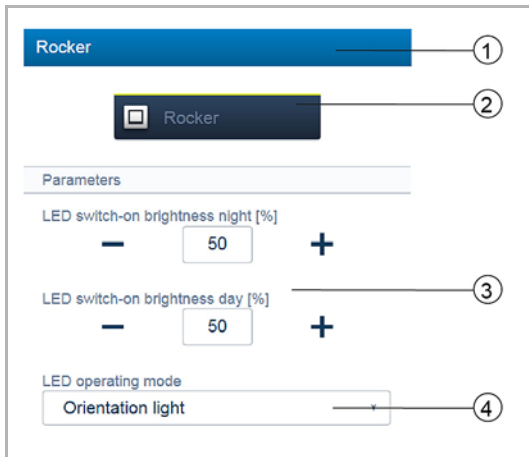 Rocker
1
Rocker
2
Parameters
LED switch-on brightness night [%]
50
LED switch-on brightness day [%]
3
50
LED operating mode
Orientation light
4